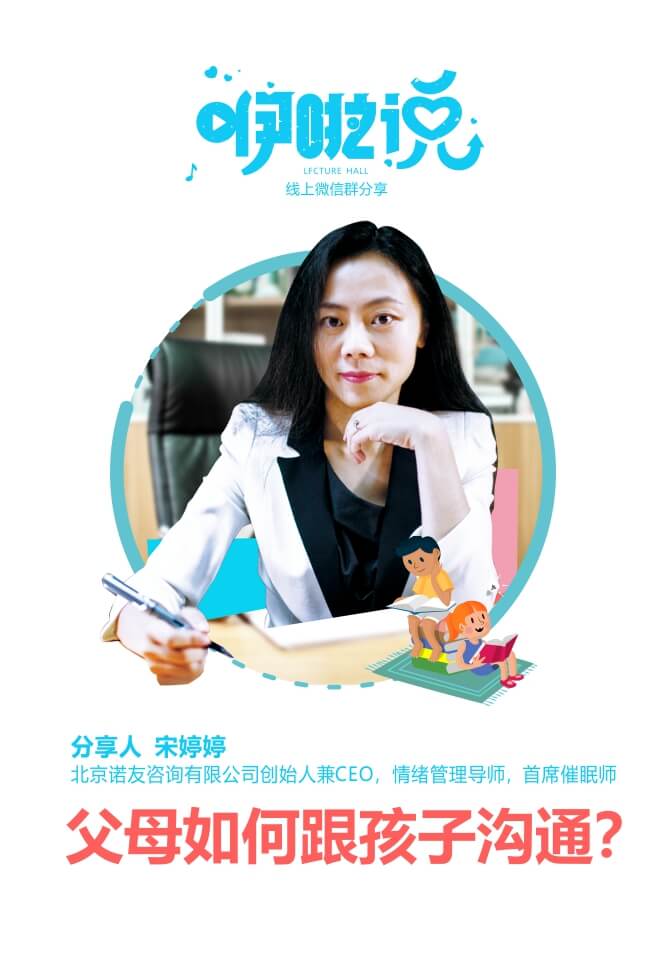 咿啦说
LECTURE HALL
线上微信群分享
分享人 宋婷婷
北京诺友咨询有限公司创始人兼CEO，情绪管理导师，首席催眠师
父母如何跟孩子沟通？